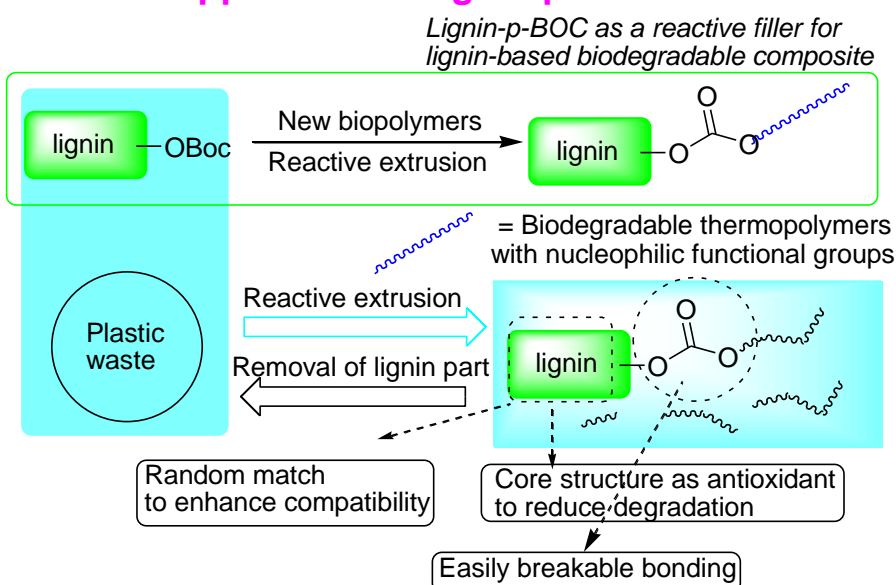 Lignin-p-BOC as a reactive filler for
lignin-based biodegradable composite
lignin
OBoc
New biopolymers
Reactive extrusion
lignin
O
O
O
= Biodegradable thermopolymers
with nucleophilic functional groups
Plastic
waste
Reactive extrusion
Removal of lignin part
lignin
O
O
O
Random match
to enhance compatibility
Core structure as antioxidant
to reduce degradation
Easily breakable bonding